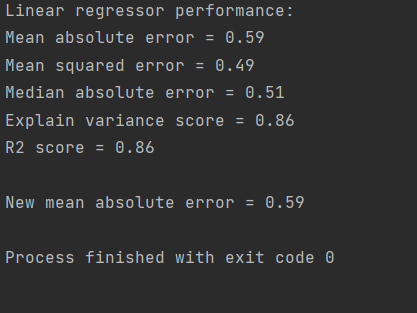 Linear regressor performance:
Mean absolute error = 0.59
Mean squared error = 0.49
Median absolute error = 0.51
Explain variance score = 0.86
R2 score = 0.86
New mean absolute error = 0.59
Process finished with exit code 0